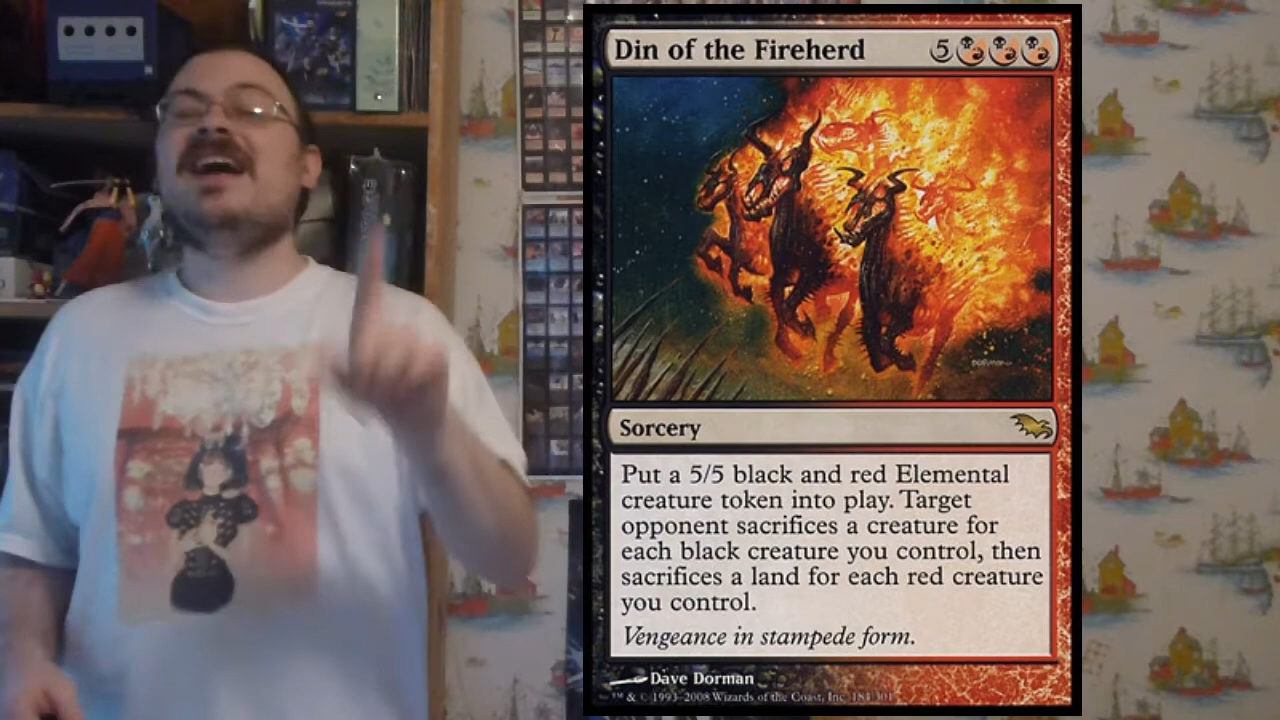 Din of the Fireherd 5
Sorcery
Put a 5/5 black and red Elemental
creature token into play. Target
opponent sacrifices a creature for
each black creature you control, then
sacrifices a land for each red creature
you control.
Vengeance in stampede form.
Dave Dorman
™ & © 1993–2008 Wizards of the Coast, Inc. 184/301